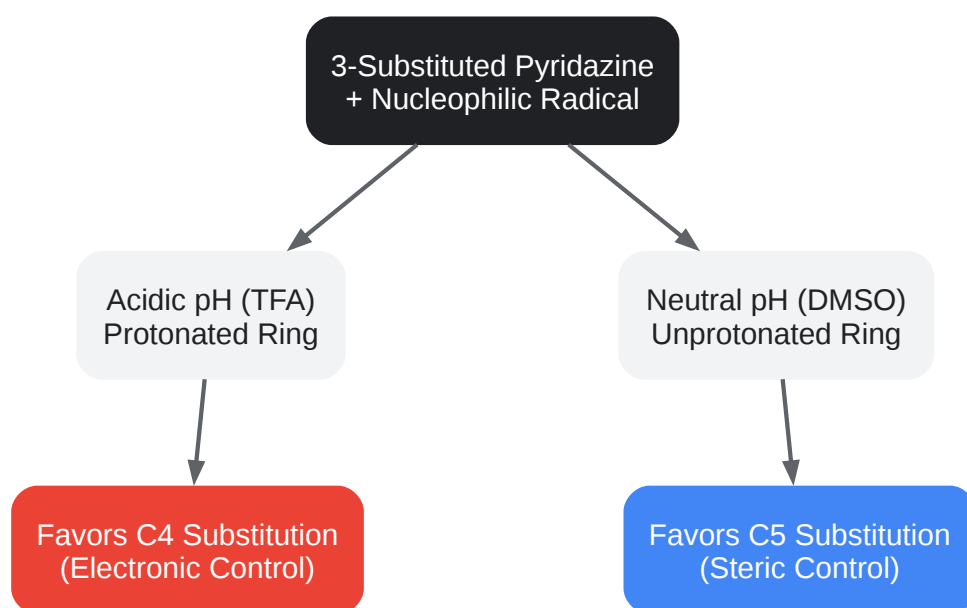 3-Substituted Pyridazine
+ Nucleophilic Radical
Acidic pH (TFA)
Protonated Ring
Neutral pH (DMSO)
Unprotonated Ring
Favors C4 Substitution
(Electronic Control)
Favors C5 Substitution
(Steric Control)